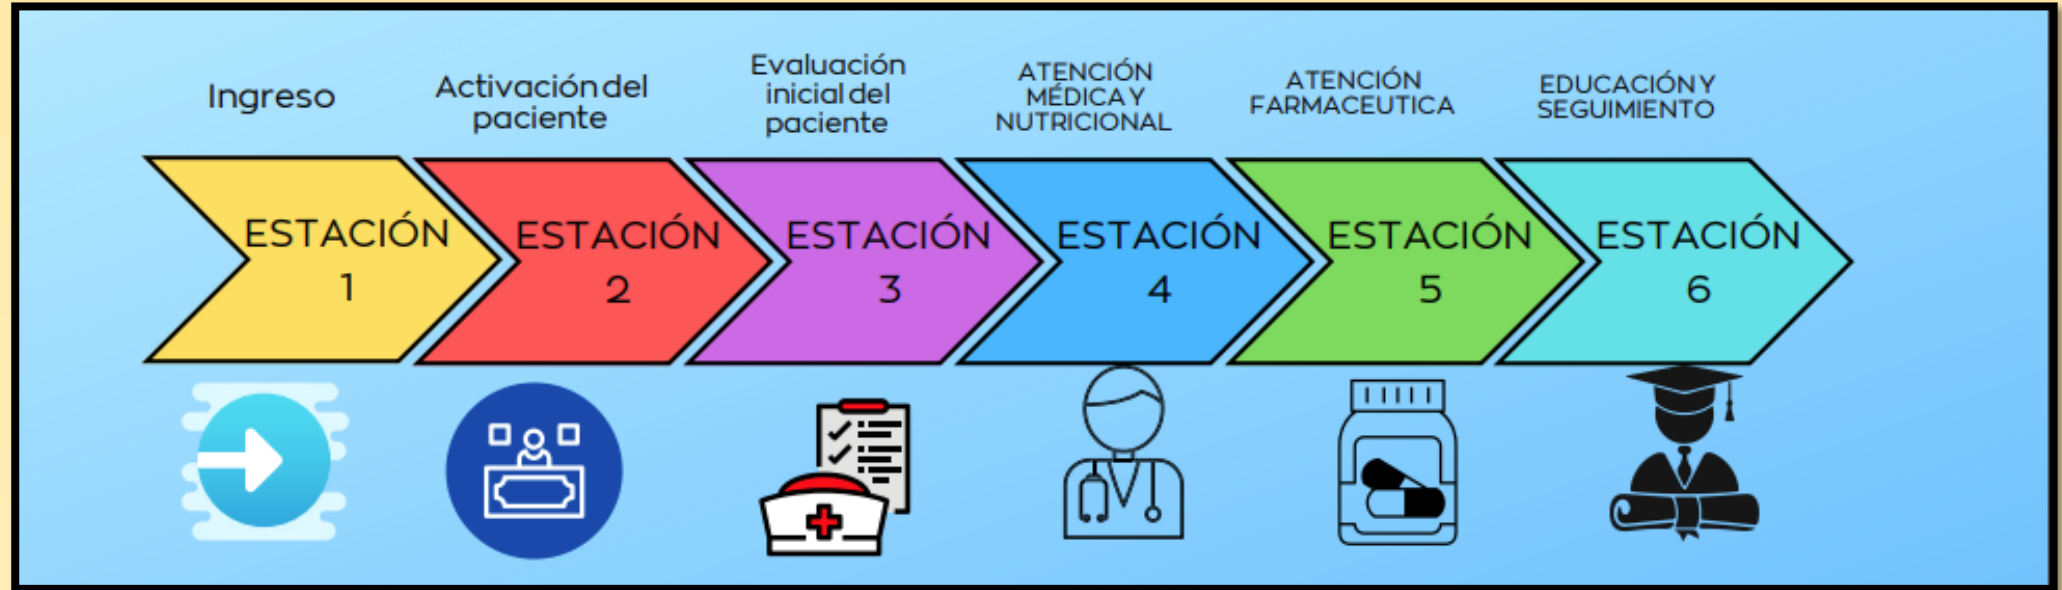 Ingreso
Activación del
paciente
Evaluación
inicial del
paciente
ATENCIÓN
MÉDICA Y
NUTRICIONAL
ATENCIÓN
FARMACEUTICA
EDUCACIÓN Y
SEGUIMIENTO
ESTACIÓN
1
ESTACIÓN
2
ESTACIÓN
3
ESTACIÓN
4
ESTACIÓN
5
ESTACIÓN
6